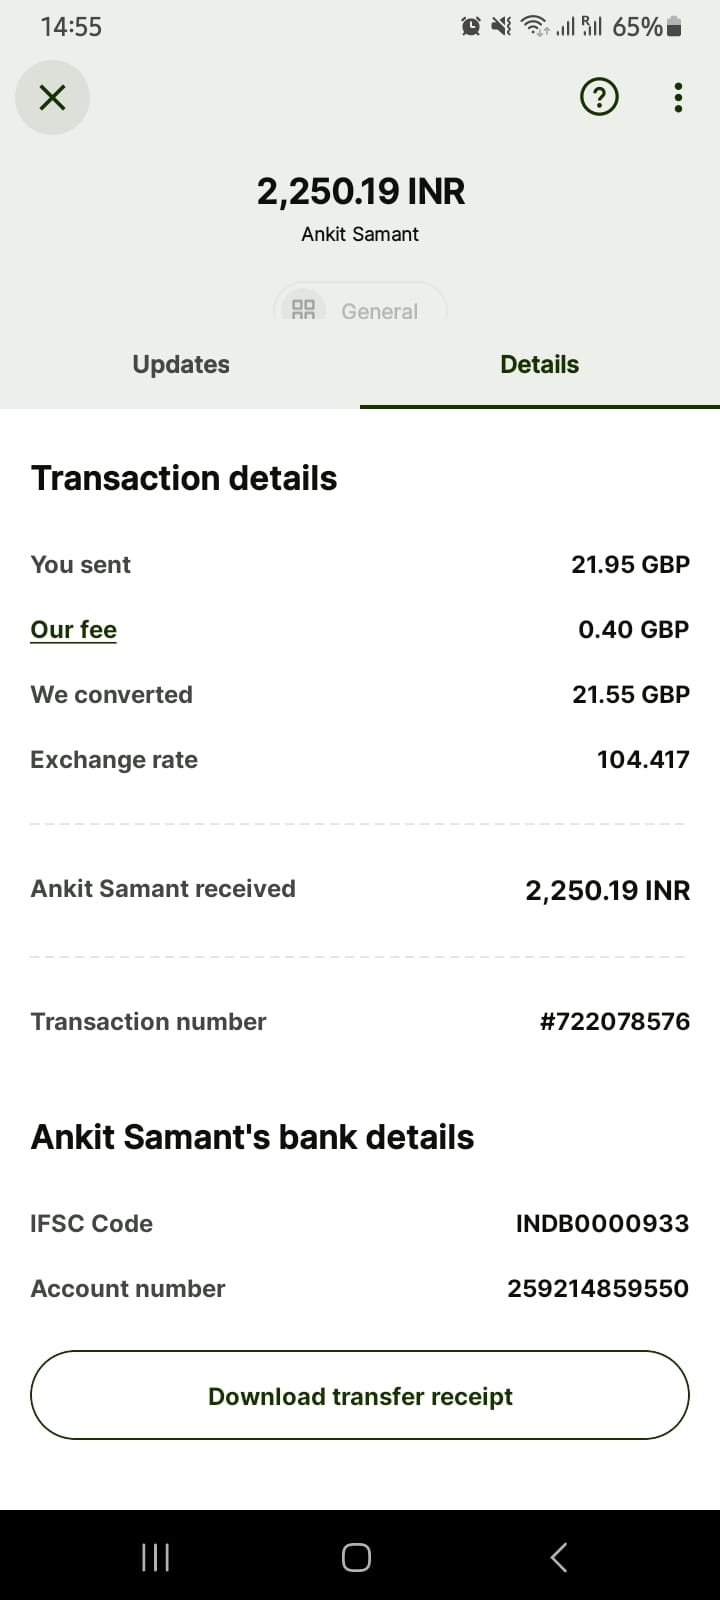 14:55
65%
2,250.19 INR
Ankit Samant
General
Updates
Details
Transaction details
You sent 21.95 GBP
Our fee 0.40 GBP
We converted 21.55 GBP
Exchange rate 104.417
Ankit Samant received 2,250.19 INR
Transaction number #722078576
Ankit Samant's bank details
IFSC Code INDB0000933
Account number 259214859550
Download transfer receipt